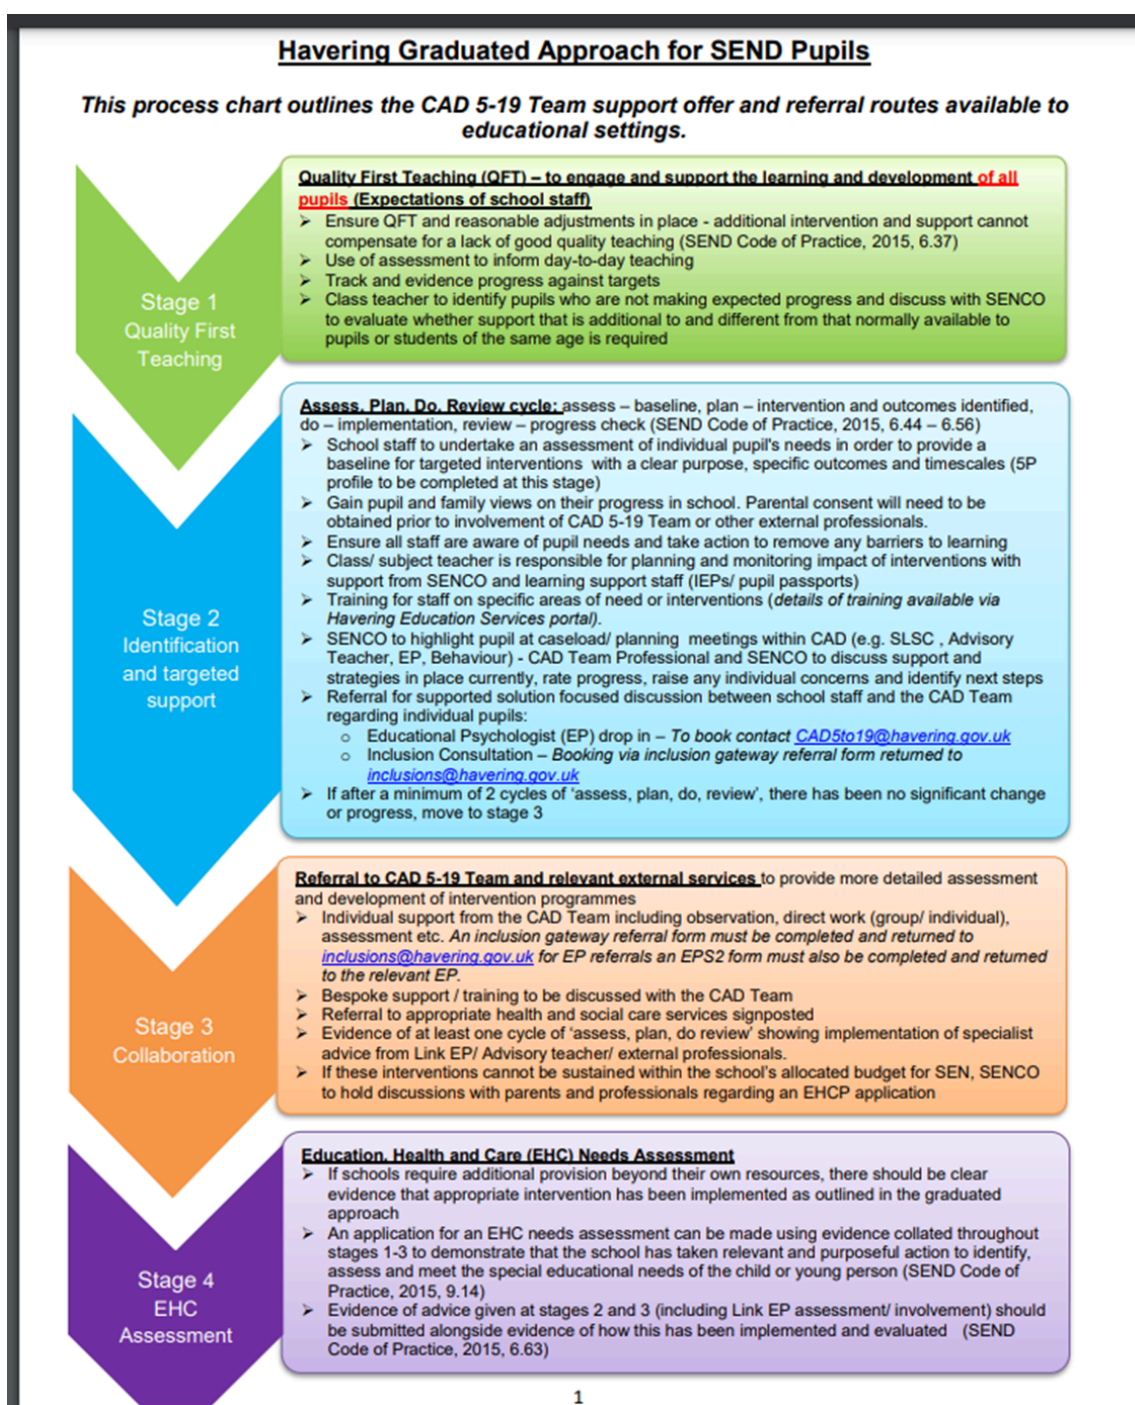 Havering Graduated Approach for SEND Pupils
This process chart outlines the CAD 5-19 Team support offer and referral routes available to
educational settings.
Stage 1
Quality First
Teaching
Quality First Teaching (QFT) – to engage and support the learning and development of all
pupils (Expectations of school staff)
➢ Ensure QFT and reasonable adjustments in place - additional intervention and support cannot
compensate for a lack of good quality teaching (SEND Code of Practice, 2015, 6.37)
➢ Use of assessment to inform day-to-day teaching
➢ Track and evidence progress against targets
➢ Class teacher to identify pupils who are not making expected progress and discuss with SENCO
to evaluate whether support that is additional to and different from that normally available to
pupils or students of the same age is required
Stage 2
Identification
and targeted
support
Assess, Plan, Do, Review cycle: assess – baseline, plan – intervention and outcomes identified,
do – implementation, review – progress check (SEND Code of Practice, 2015, 6.44 – 6.56)
➢ School staff to undertake an assessment of individual pupil's needs in order to provide a
baseline for targeted interventions with a clear purpose, specific outcomes and timescales (5P
profile to be completed at this stage)
➢ Gain pupil and family views on their progress in school. Parental consent will need to be
obtained prior to involvement of CAD 5-19 Team or other external professionals.
➢ Ensure all staff are aware of pupil needs and take action to remove any barriers to learning
➢ Class/ subject teacher is responsible for planning and monitoring impact of interventions with
support from SENCO and learning support staff (IEPs/ pupil passports)
➢ Training for staff on specific areas of need or interventions (details of training available via
Havering Education Services portal).
➢ SENCO to highlight pupil at caseload/ planning meetings within CAD (e.g. SLSC , Advisory
Teacher, EP, Behaviour) - CAD Team Professional and SENCO to discuss support and
strategies in place currently, rate progress, raise any individual concerns and identify next steps
➢ Referral for supported solution focused discussion between school staff and the CAD Team
regarding individual pupils:
o Educational Psychologist (EP) drop in – To book contact CAD5to19@havering.gov.uk
o Inclusion Consultation – Booking via inclusion gateway referral form returned to
inclusions@havering.gov.uk
➢ If after a minimum of 2 cycles of ‘assess, plan, do, review’, there has been no significant change
or progress, move to stage 3
Stage 3
Collaboration
Referral to CAD 5-19 Team and relevant external services to provide more detailed assessment
and development of intervention programmes
➢ Individual support from the CAD Team including observation, direct work (group/ individual),
assessment etc. An inclusion gateway referral form must be completed and returned to
inclusions@havering.gov.uk for EP referrals an EPS2 form must also be completed and returned
to the relevant EP.
➢ Bespoke support / training to be discussed with the CAD Team
➢ Referral to appropriate health and social care services signposted
➢ Evidence of at least one cycle of ‘assess, plan, do review’ showing implementation of specialist
advice from Link EP/ Advisory teacher/ external professionals.
➢ If these interventions cannot be sustained within the school’s allocated budget for SEN, SENCO
to hold discussions with parents and professionals regarding an EHCP application
Stage 4
EHC
Assessment
Education, Health and Care (EHC) Needs Assessment
➢ If schools require additional provision beyond their own resources, there should be clear
evidence that appropriate intervention has been implemented as outlined in the graduated
approach
➢ An application for an EHC needs assessment can be made using evidence collated throughout
stages 1-3 to demonstrate that the school has taken relevant and purposeful action to identify,
assess and meet the special educational needs of the child or young person (SEND Code of
Practice, 2015, 9.14)
➢ Evidence of advice given at stages 2 and 3 (including Link EP assessment/ involvement) should
be submitted alongside evidence of how this has been implemented and evaluated (SEND
Code of Practice, 2015, 6.63)
1